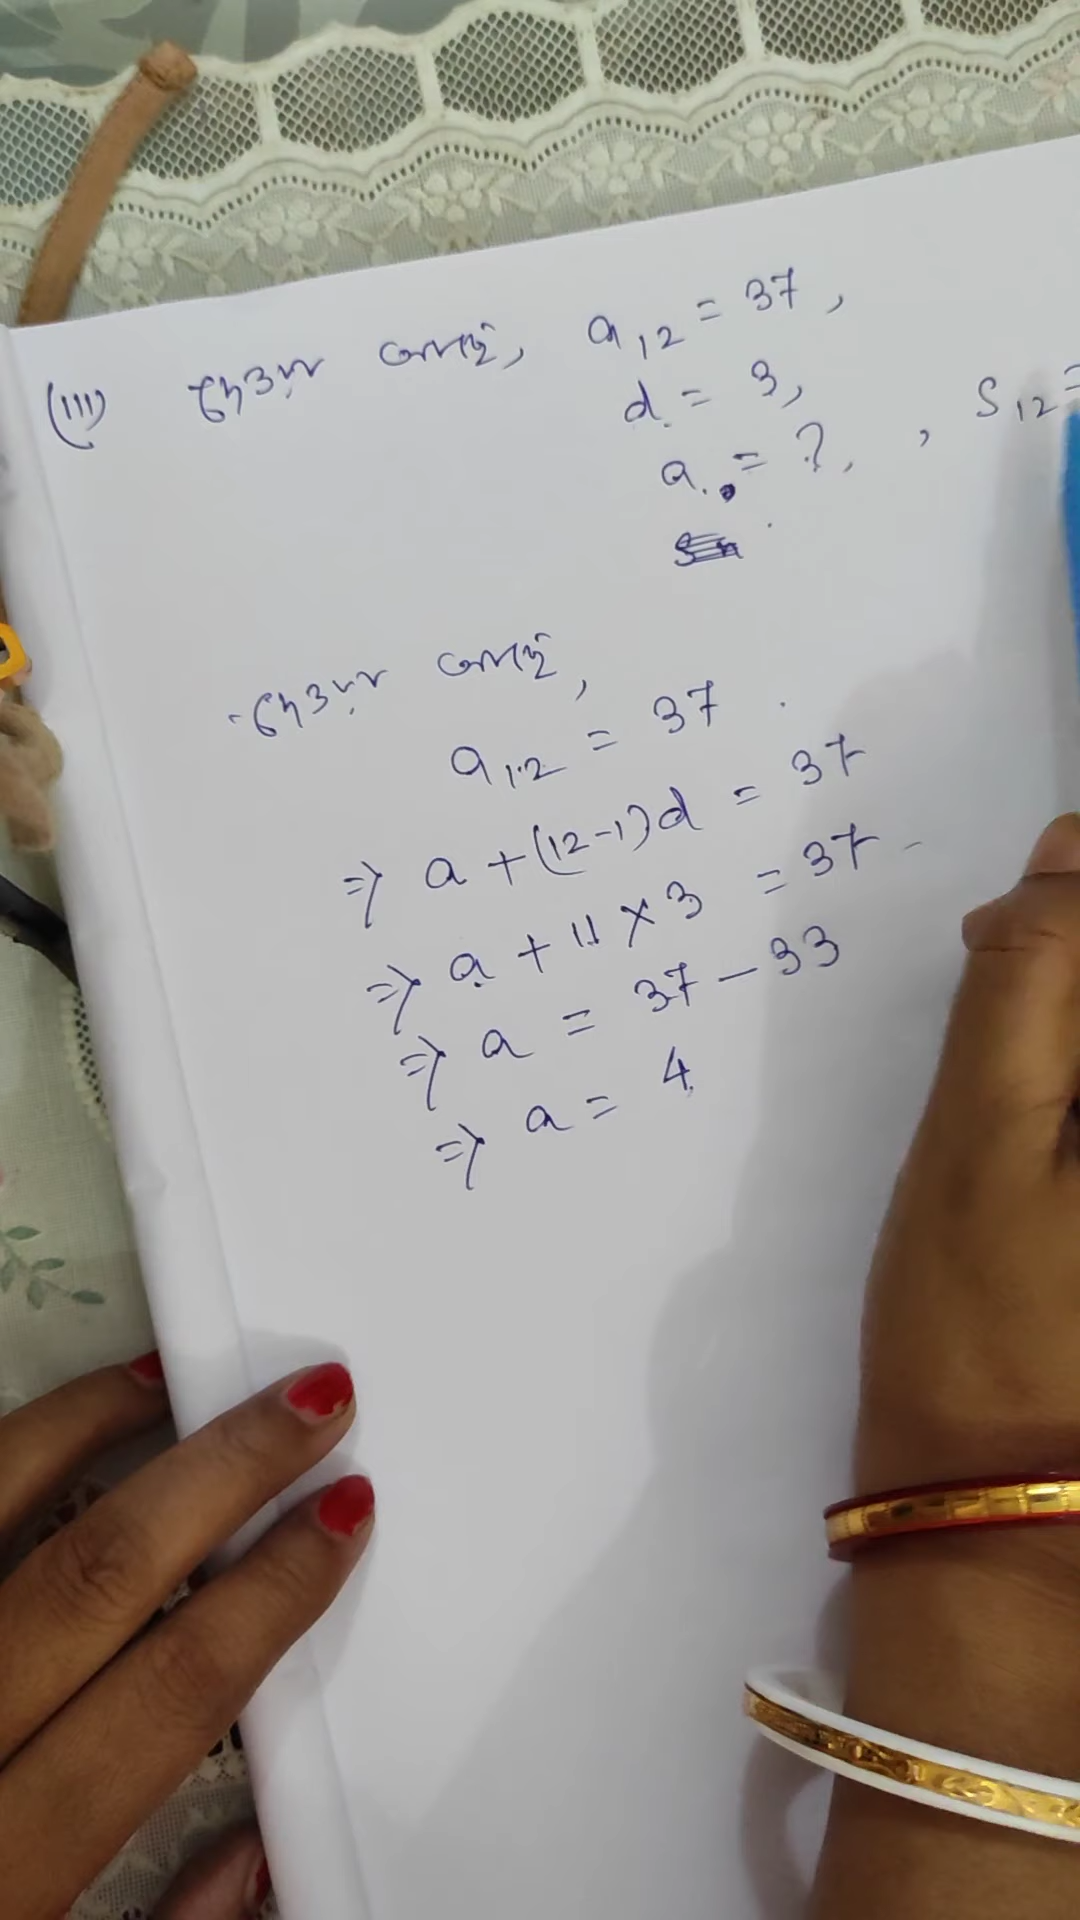 (iii) দেওয়া আছে, a₁₂ = 37,
d = 3,
a = ?, , S₁₂ =
দেওয়া আছে,
a₁₂ = 37
⇒ a + (12-1)d = 37
⇒ a + 11 × 3 = 37
⇒ a = 37 - 33
⇒ a = 4